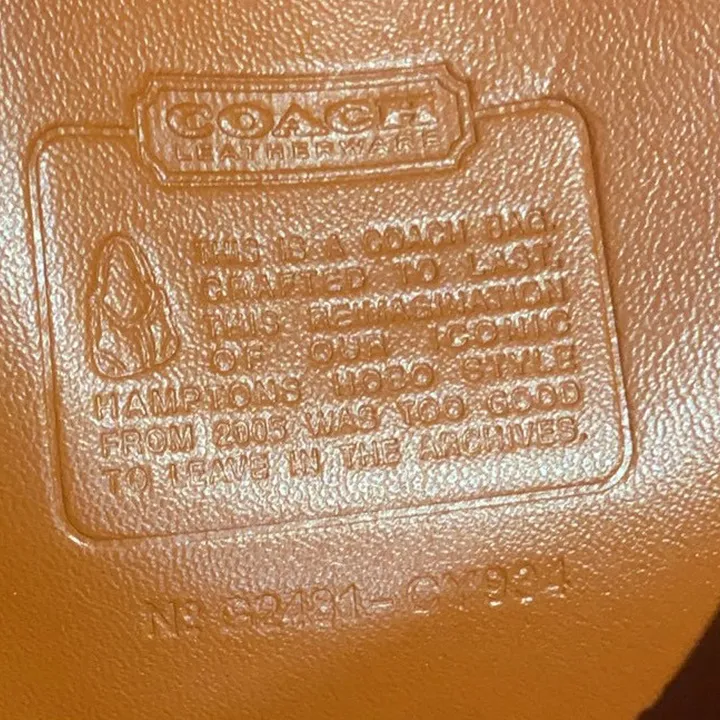 COACH
LEATHERWARE
THIS IS A COACH BAG.
CRAFTED TO LAST.
THIS REIMAGINATION
OF OUR ICONIC
HAMPTONS HOBO STYLE
FROM 2005 WAS TOO GOOD
TO LEAVE IN THE ARCHIVES.
Nº